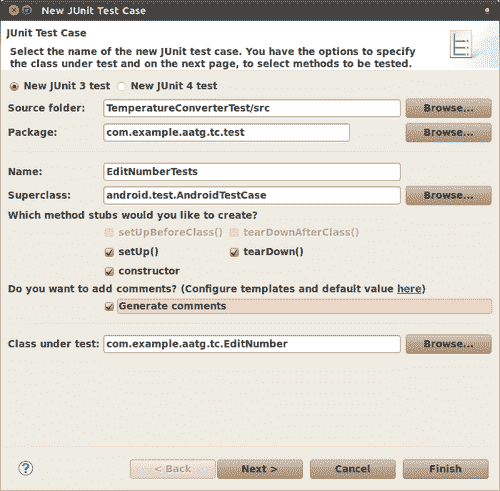 New JUnit Test Case
JUnit Test Case
Select the name of the new JUnit test case. You have the options to specify
the class under test and on the next page, to select methods to be tested.
New JUnit 3 test New JUnit 4 test
Source folder: TemperatureConverterTest/src Browse...
Package: com.example.aatg.tc.test Browse...
Name: EditNumberTests
Superclass: android.test.AndroidTestCase Browse...
Which method stubs would you like to create?
setUpBeforeClass() tearDownAfterClass()
setUp() tearDown()
constructor
Do you want to add comments? (Configure templates and default value here)
Generate comments
Class under test: com.example.aatg.tc.EditNumber Browse...
? < Back Next > Cancel Finish